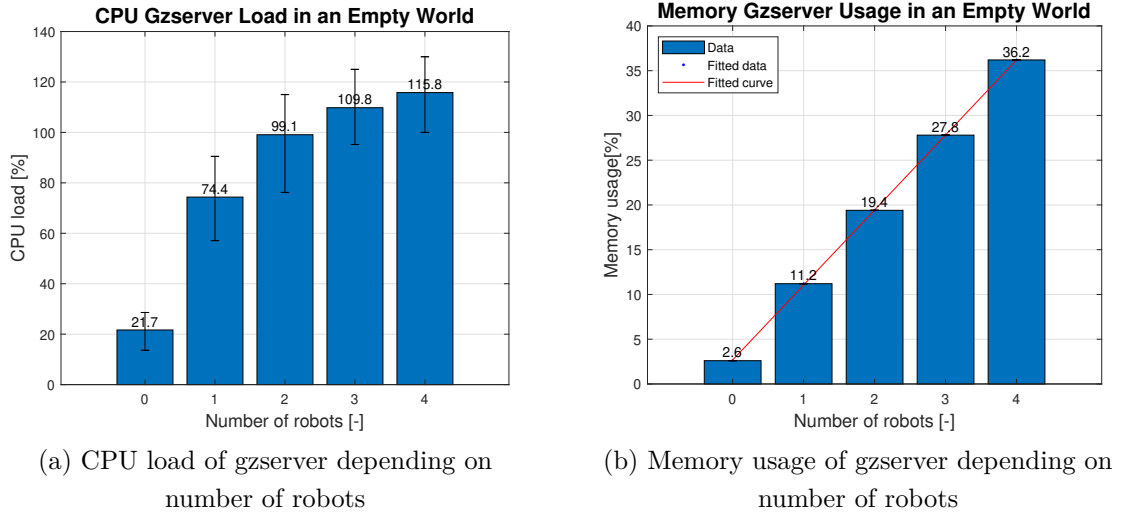 CPU Gzserver Load in an Empty World
140
120
100
80
60
40
20
0
CPU load [%]
21.7
74.4
99.1
109.8
115.8
0 1 2 3 4
Number of robots [-]
(a) CPU load of gzserver depending on
number of robots
Memory Gzserver Usage in an Empty World
40
35
30
25
20
15
10
5
0
Memory usage[%]
Data
Fitted data
Fitted curve
2.6
11.2
19.4
27.8
36.2
0 1 2 3 4
Number of robots [-]
(b) Memory usage of gzserver depending on
number of robots